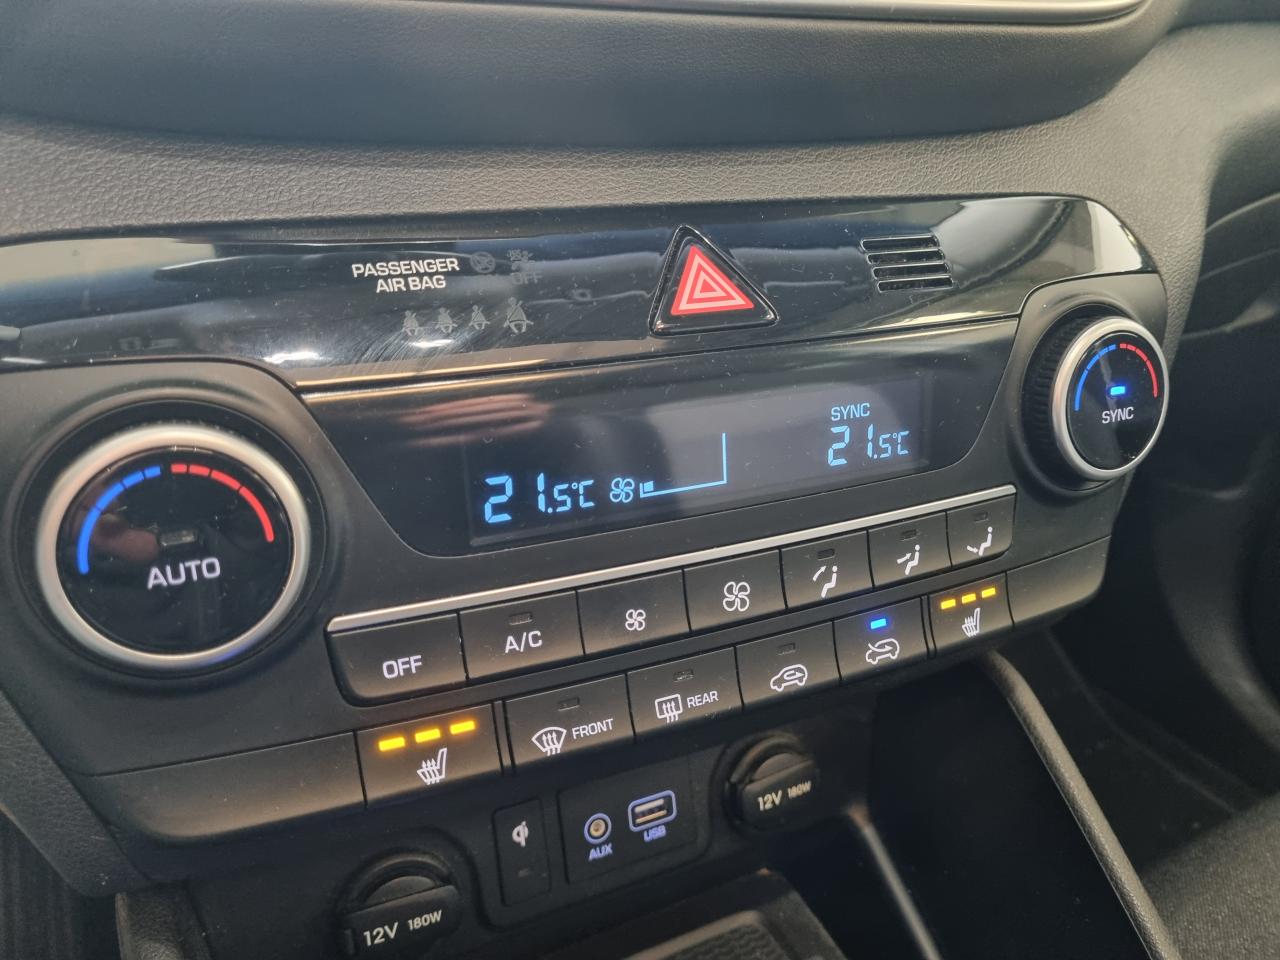 PASSENGER
AIR BAG
OFF
SYNC
21.5°C
21.5°C
SYNC
AUTO
OFF
A/C
FRONT
REAR
12V 180W
AUX
USB
12V 180W